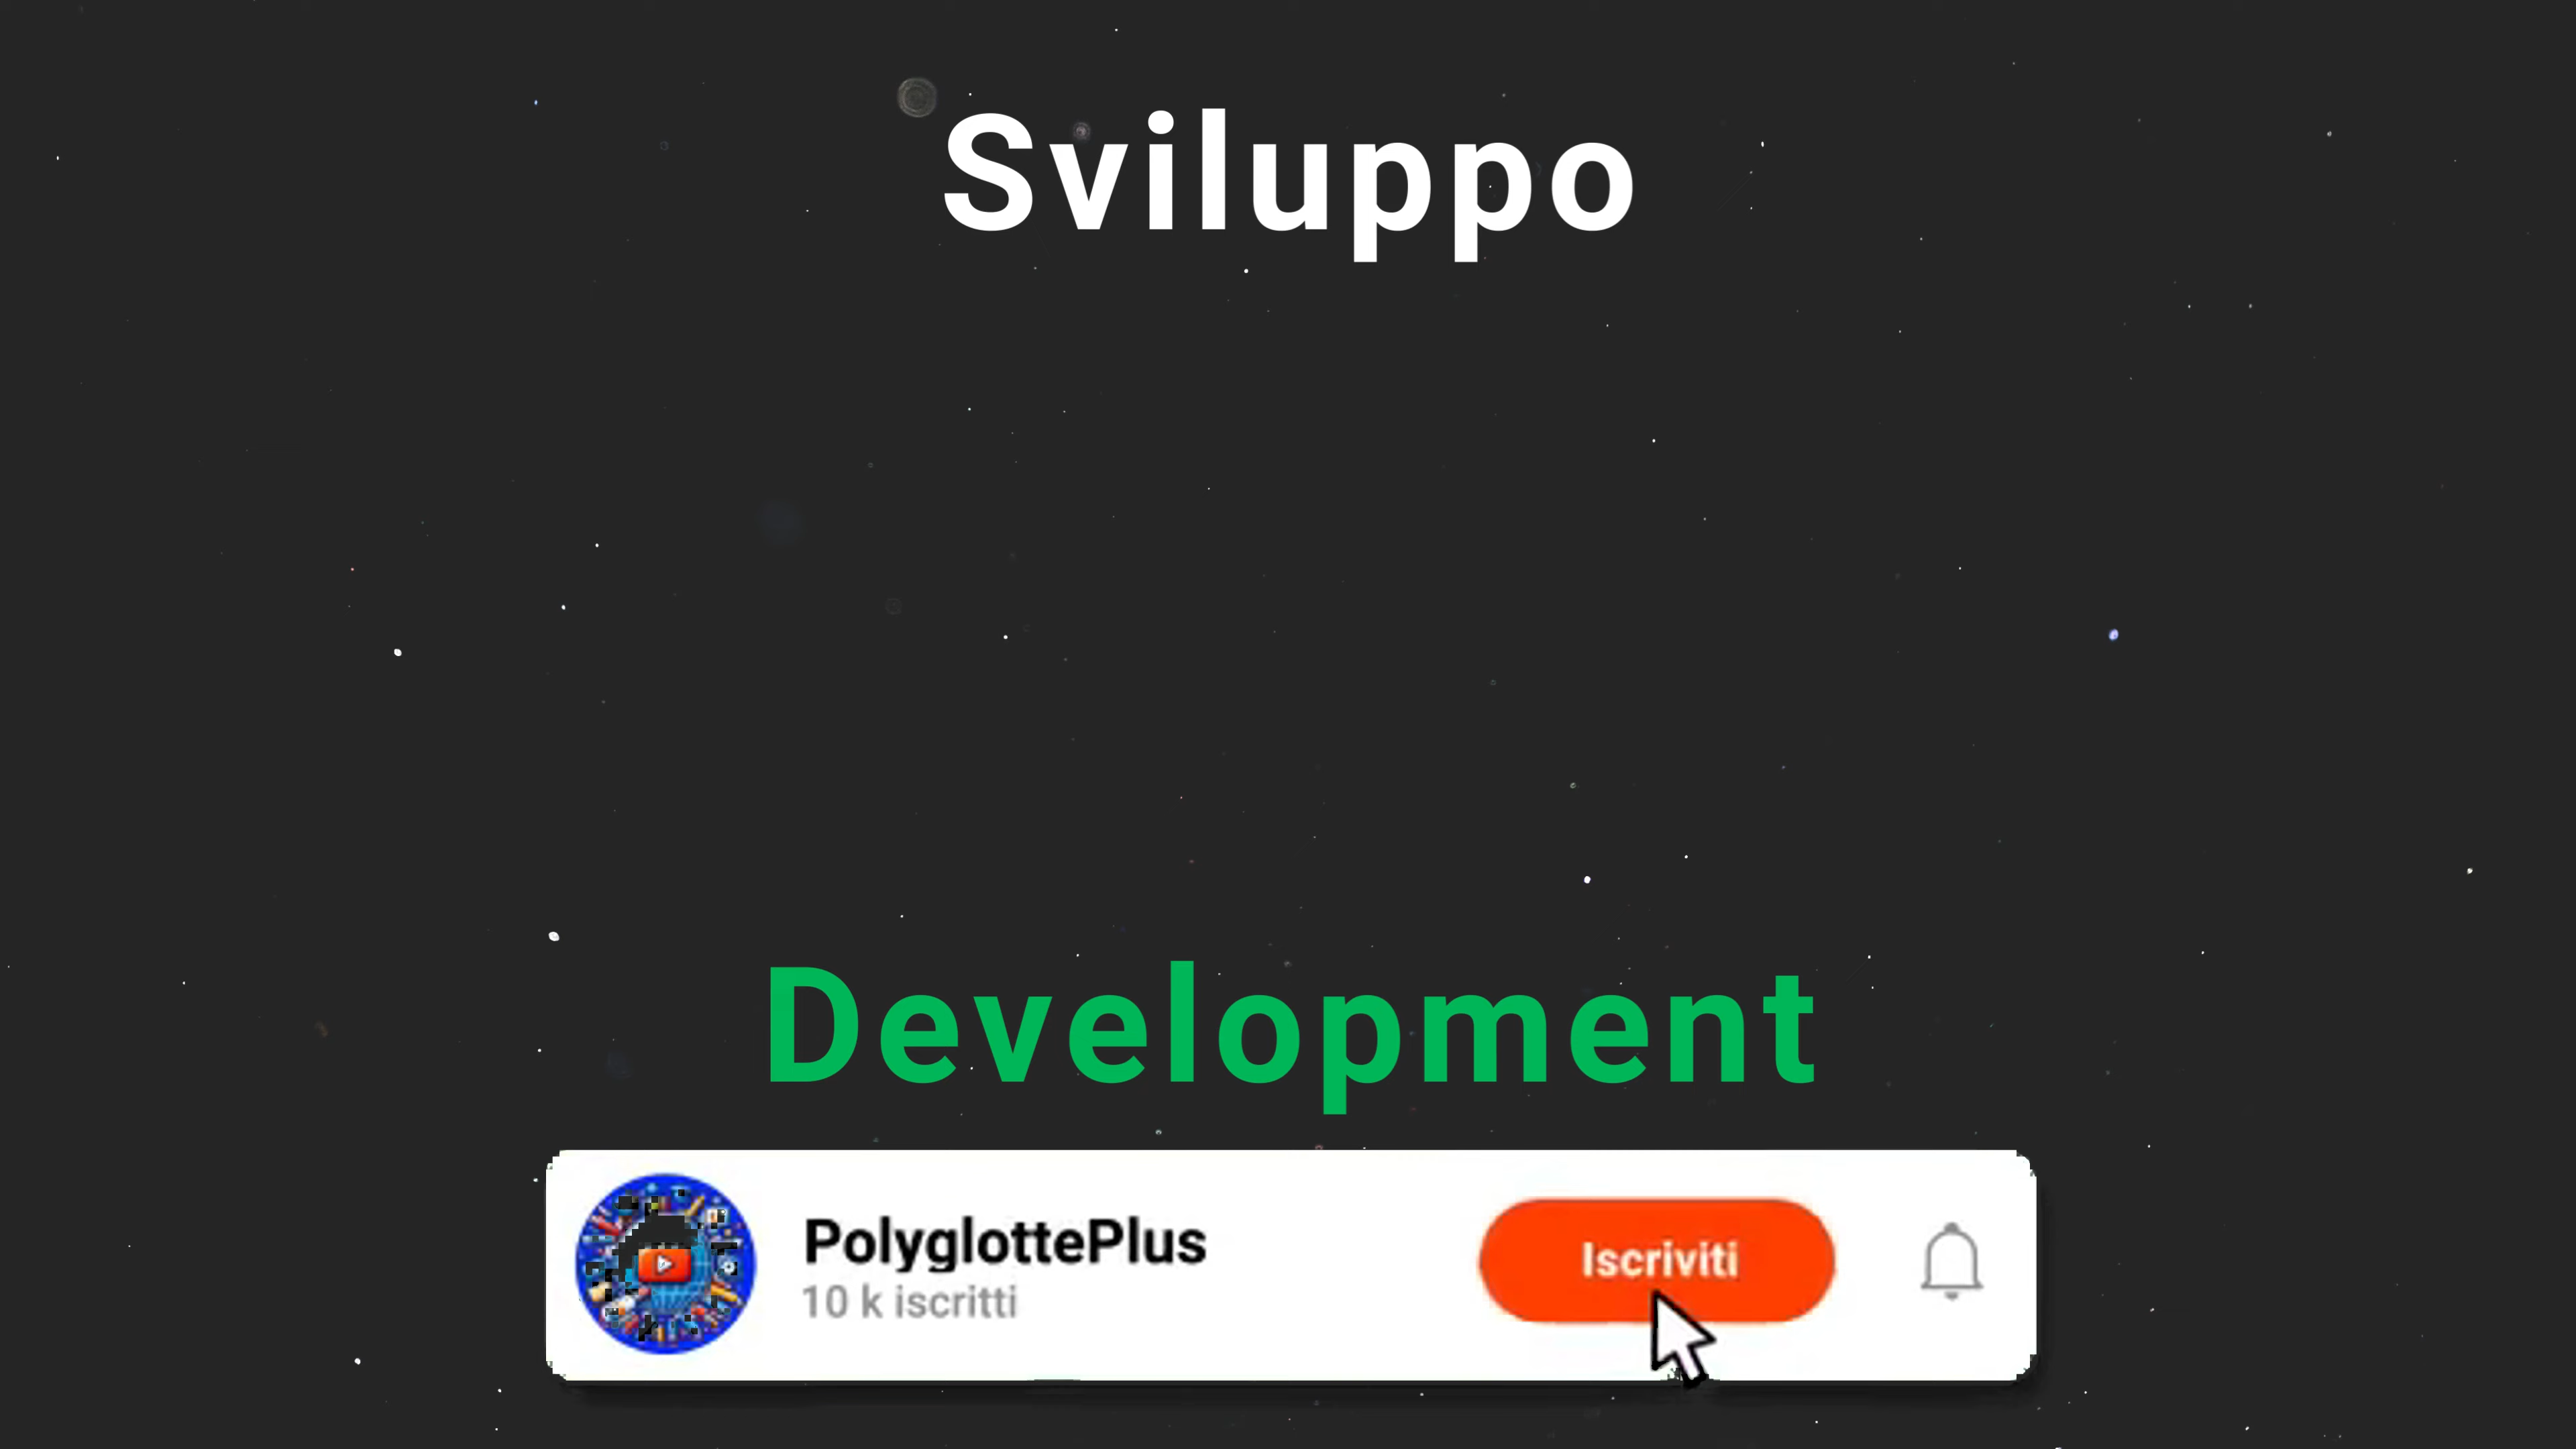 Sviluppo
Development
PolyglottePlus
10 k iscritti
Iscriviti